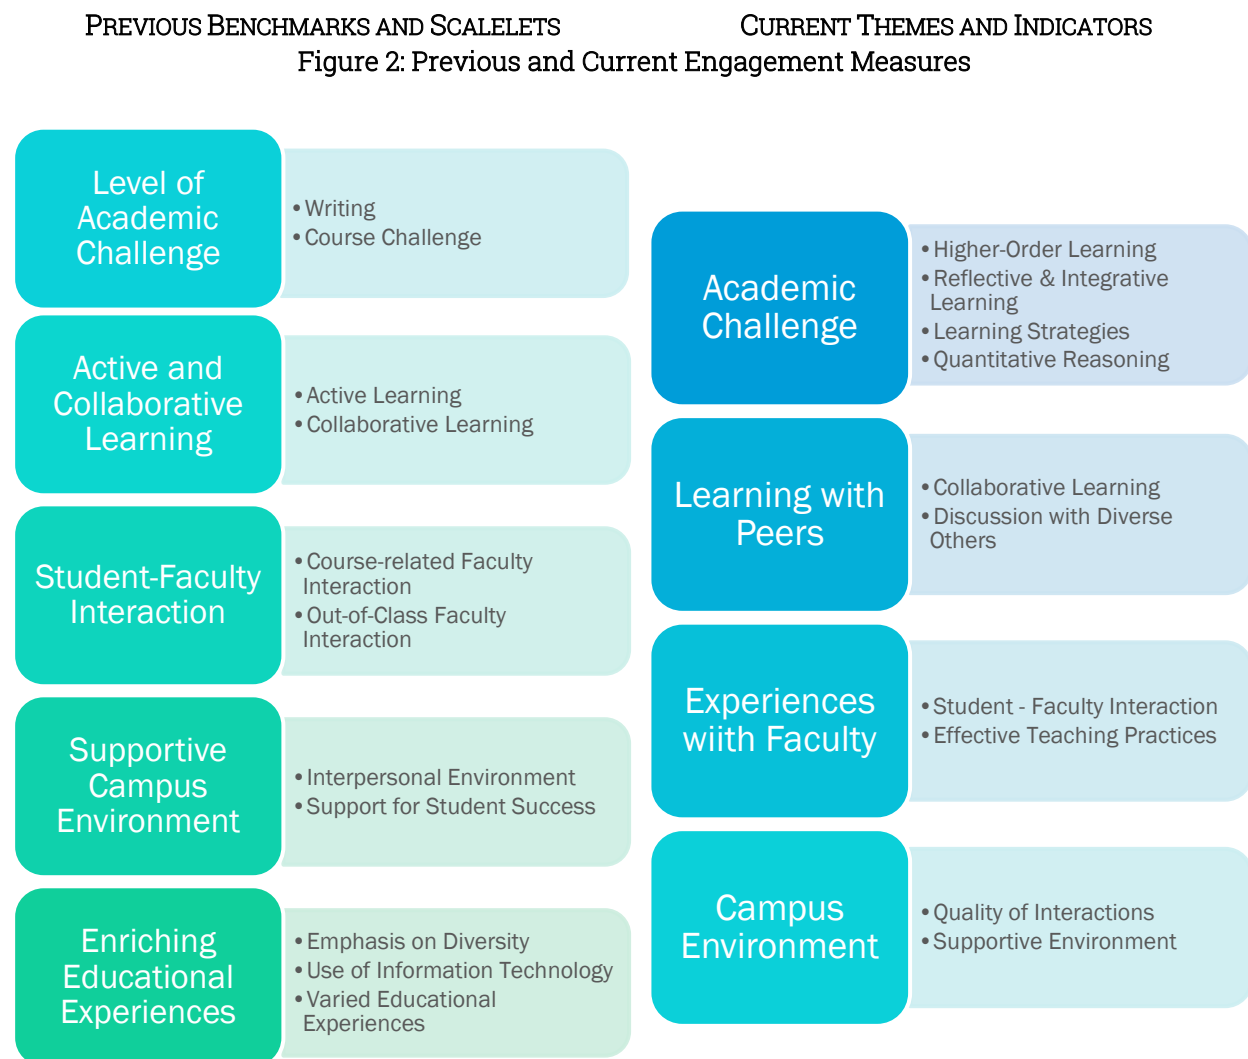 PREVIOUS BENCHMARKS AND SCALELETS
CURRENT THEMES AND INDICATORS
Figure 2: Previous and Current Engagement Measures
Level of
Academic
Challenge
•Writing
•Course Challenge
Active and
Collaborative
Learning
•Active Learning
•Collaborative Learning
Student-Faculty
Interaction
•Course-related Faculty
Interaction
•Out-of-Class Faculty
Interaction
Supportive
Campus
Environment
•Interpersonal Environment
•Support for Student Success
Enriching
Educational
Experiences
•Emphasis on Diversity
•Use of Information Technology
•Varied Educational
Experiences
Academic
Challenge
•Higher-Order Learning
•Reflective & Integrative
Learning
•Learning Strategies
•Quantitative Reasoning
Learning with
Peers
•Collaborative Learning
•Discussion with Diverse
Others
Experiences
wiith Faculty
•Student - Faculty Interaction
•Effective Teaching Practices
Campus
Environment
•Quality of Interactions
•Supportive Environment